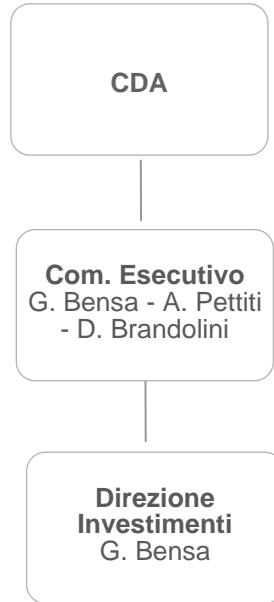 CDA
Com. Esecutivo
G. Bensa - A. Pettiti
- D. Brandolini
Direzione
Investimenti
G. Bensa